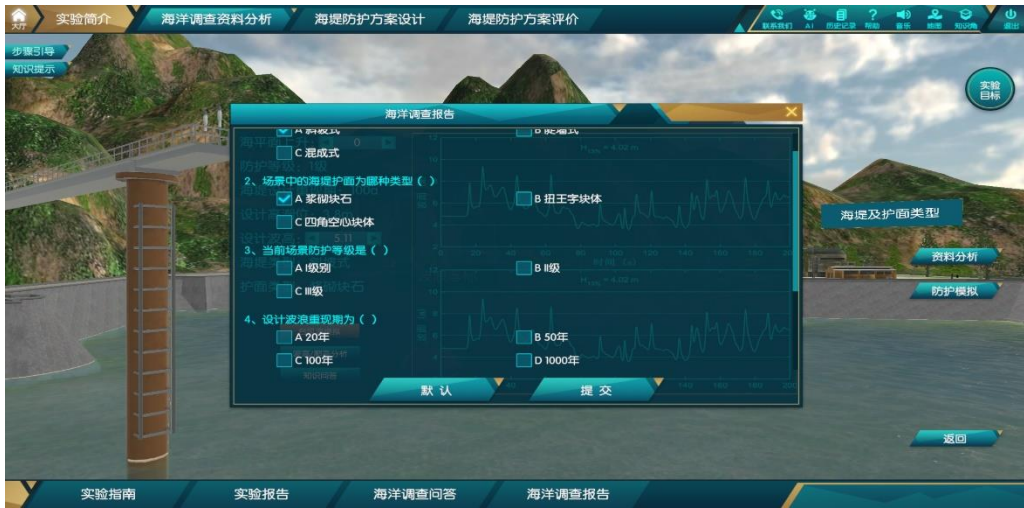 大厅
实验简介
海洋调查资料分析
海堤防护方案设计
海堤防护方案评价
联系我们
AI
历史记录
帮助
音乐
地图
知识角
退出
步骤引导
知识提示
实验
目标
海洋调查报告
A 斜坡式
B 陡墙式
C 混成式
2、场景中的海堤护面为哪种类型 ( )
A 浆砌块石
B 扭王字块体
C 四角空心块体
3、当前场景防护等级是 ( )
A I级别
B II级
C III级
4、设计波浪重现期为 ( )
A 20年
B 50年
C 100年
D 1000年
默 认
提 交
海堤及护面类型
资料分析
防护模拟
返回
实验指南
实验报告
海洋调查问答
海洋调查报告